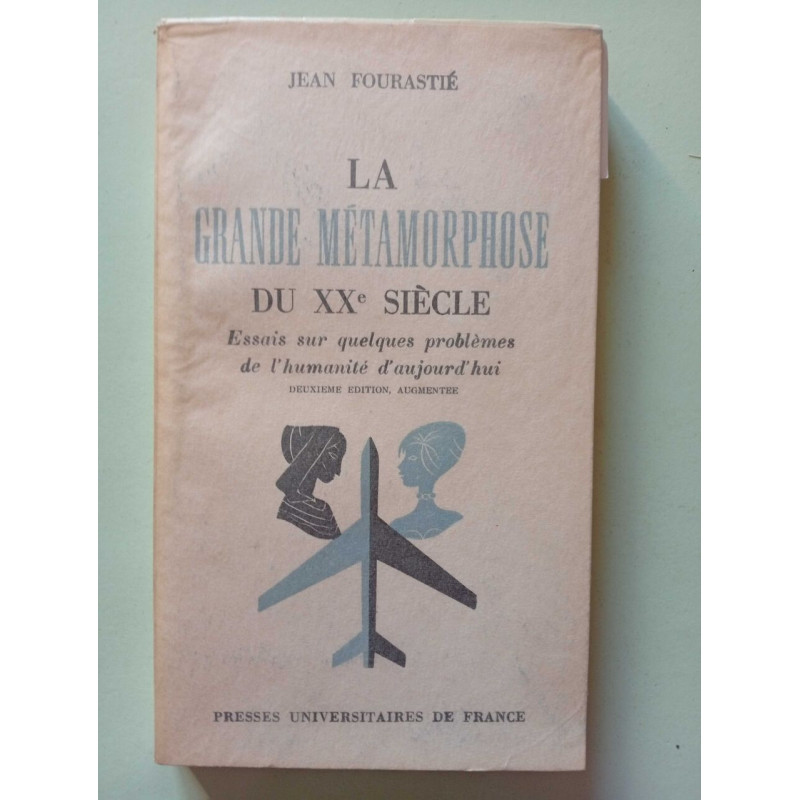 JEAN FOURASTIÉ
LA
GRANDE MÉTAMORPHOSE
DU XXe SIÈCLE
Essais sur quelques problèmes
de l'humanité d'aujourd'hui
DEUXIEME EDITION, AUGMENTEE
PRESSES UNIVERSITAIRES DE FRANCE